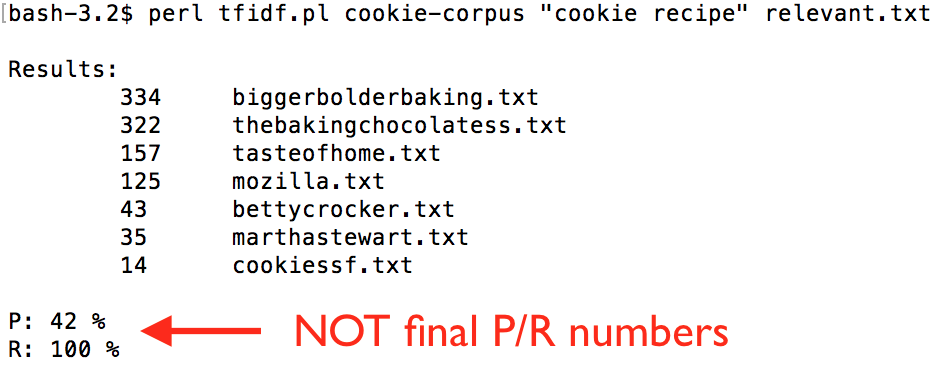 [bash-3.2$ perl tfidf.pl cookie-corpus "cookie recipe" relevant.txt
Results:
334 biggerbolderbaking.txt
322 thebakingchocolatess.txt
157 tasteofhome.txt
125 mozilla.txt
43 bettycrocker.txt
35 marthastewart.txt
14 cookiessf.txt
P: 42 %
R: 100 %
NOT final P/R numbers